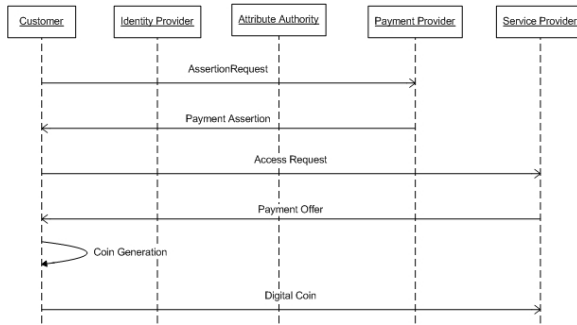 Customer
Identity Provider
Attribute Authority
Payment Provider
Service Provider
AssertionRequest
Payment Assertion
Access Request
Payment Offer
Coin Generation
Digital Coin